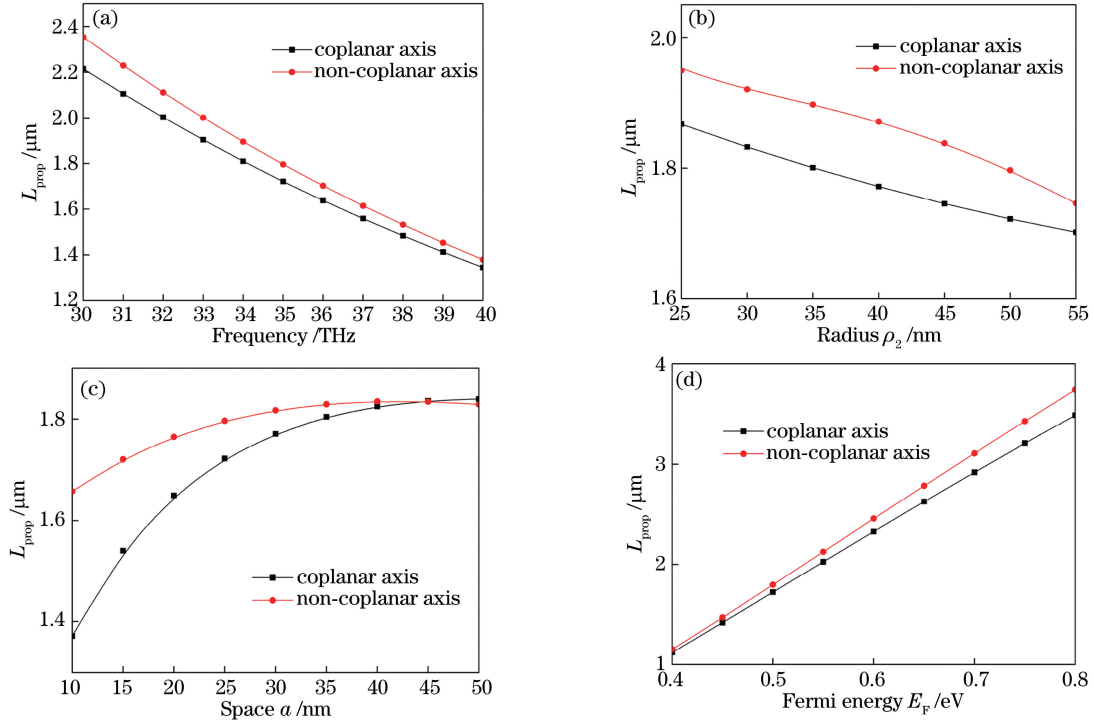 (a)
2.4
2.2
2.0
1.8
1.6
1.4
1.2
L_prop /μm
coplanar axis
non-coplanar axis
30 31 32 33 34 35 36 37 38 39 40
Frequency /THz
(b)
2.0
1.8
1.6
L_prop /μm
coplanar axis
non-coplanar axis
25 30 35 40 45 50 55
Radius ρ₂ /nm
(c)
1.8
1.6
1.4
L_prop /μm
coplanar axis
non-coplanar axis
10 15 20 25 30 35 40 45 50
Space a /nm
(d)
4
3
2
1
L_prop /μm
coplanar axis
non-coplanar axis
0.4 0.5 0.6 0.7 0.8
Fermi energy E_F /eV